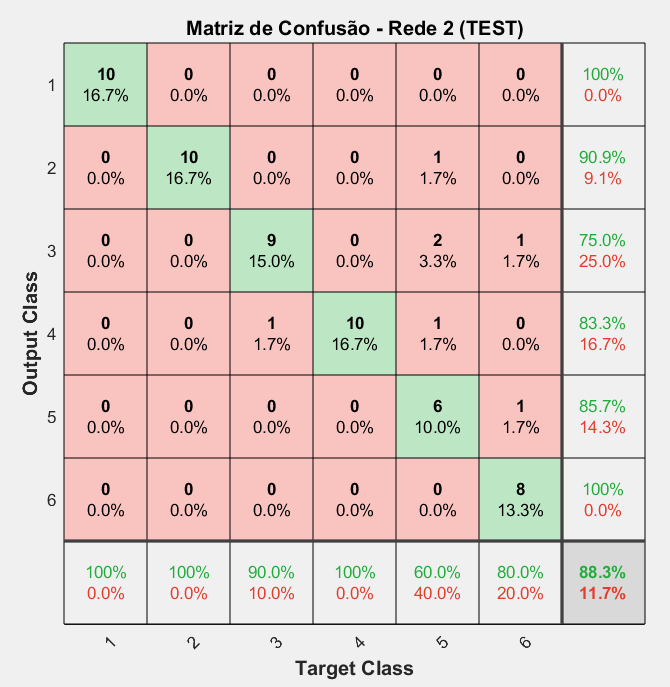 Matriz de Confusão - Rede 2 (TEST)
1 10 0 0 0 0 0 100%
16.7% 0.0% 0.0% 0.0% 0.0% 0.0% 0.0%
2 0 10 0 0 1 0 90.9%
0.0% 16.7% 0.0% 0.0% 1.7% 0.0% 9.1%
3 0 0 9 0 2 1 75.0%
0.0% 0.0% 15.0% 0.0% 3.3% 1.7% 25.0%
4 0 0 1 10 1 0 83.3%
0.0% 0.0% 1.7% 16.7% 1.7% 0.0% 16.7%
5 0 0 0 0 6 1 85.7%
0.0% 0.0% 0.0% 0.0% 10.0% 1.7% 14.3%
6 0 0 0 0 0 8 100%
0.0% 0.0% 0.0% 0.0% 0.0% 13.3% 0.0%
100% 100% 90.0% 100% 60.0% 80.0% 88.3%
0.0% 0.0% 10.0% 0.0% 40.0% 20.0% 11.7%
1 2 3 4 5 6
Target Class
Output Class